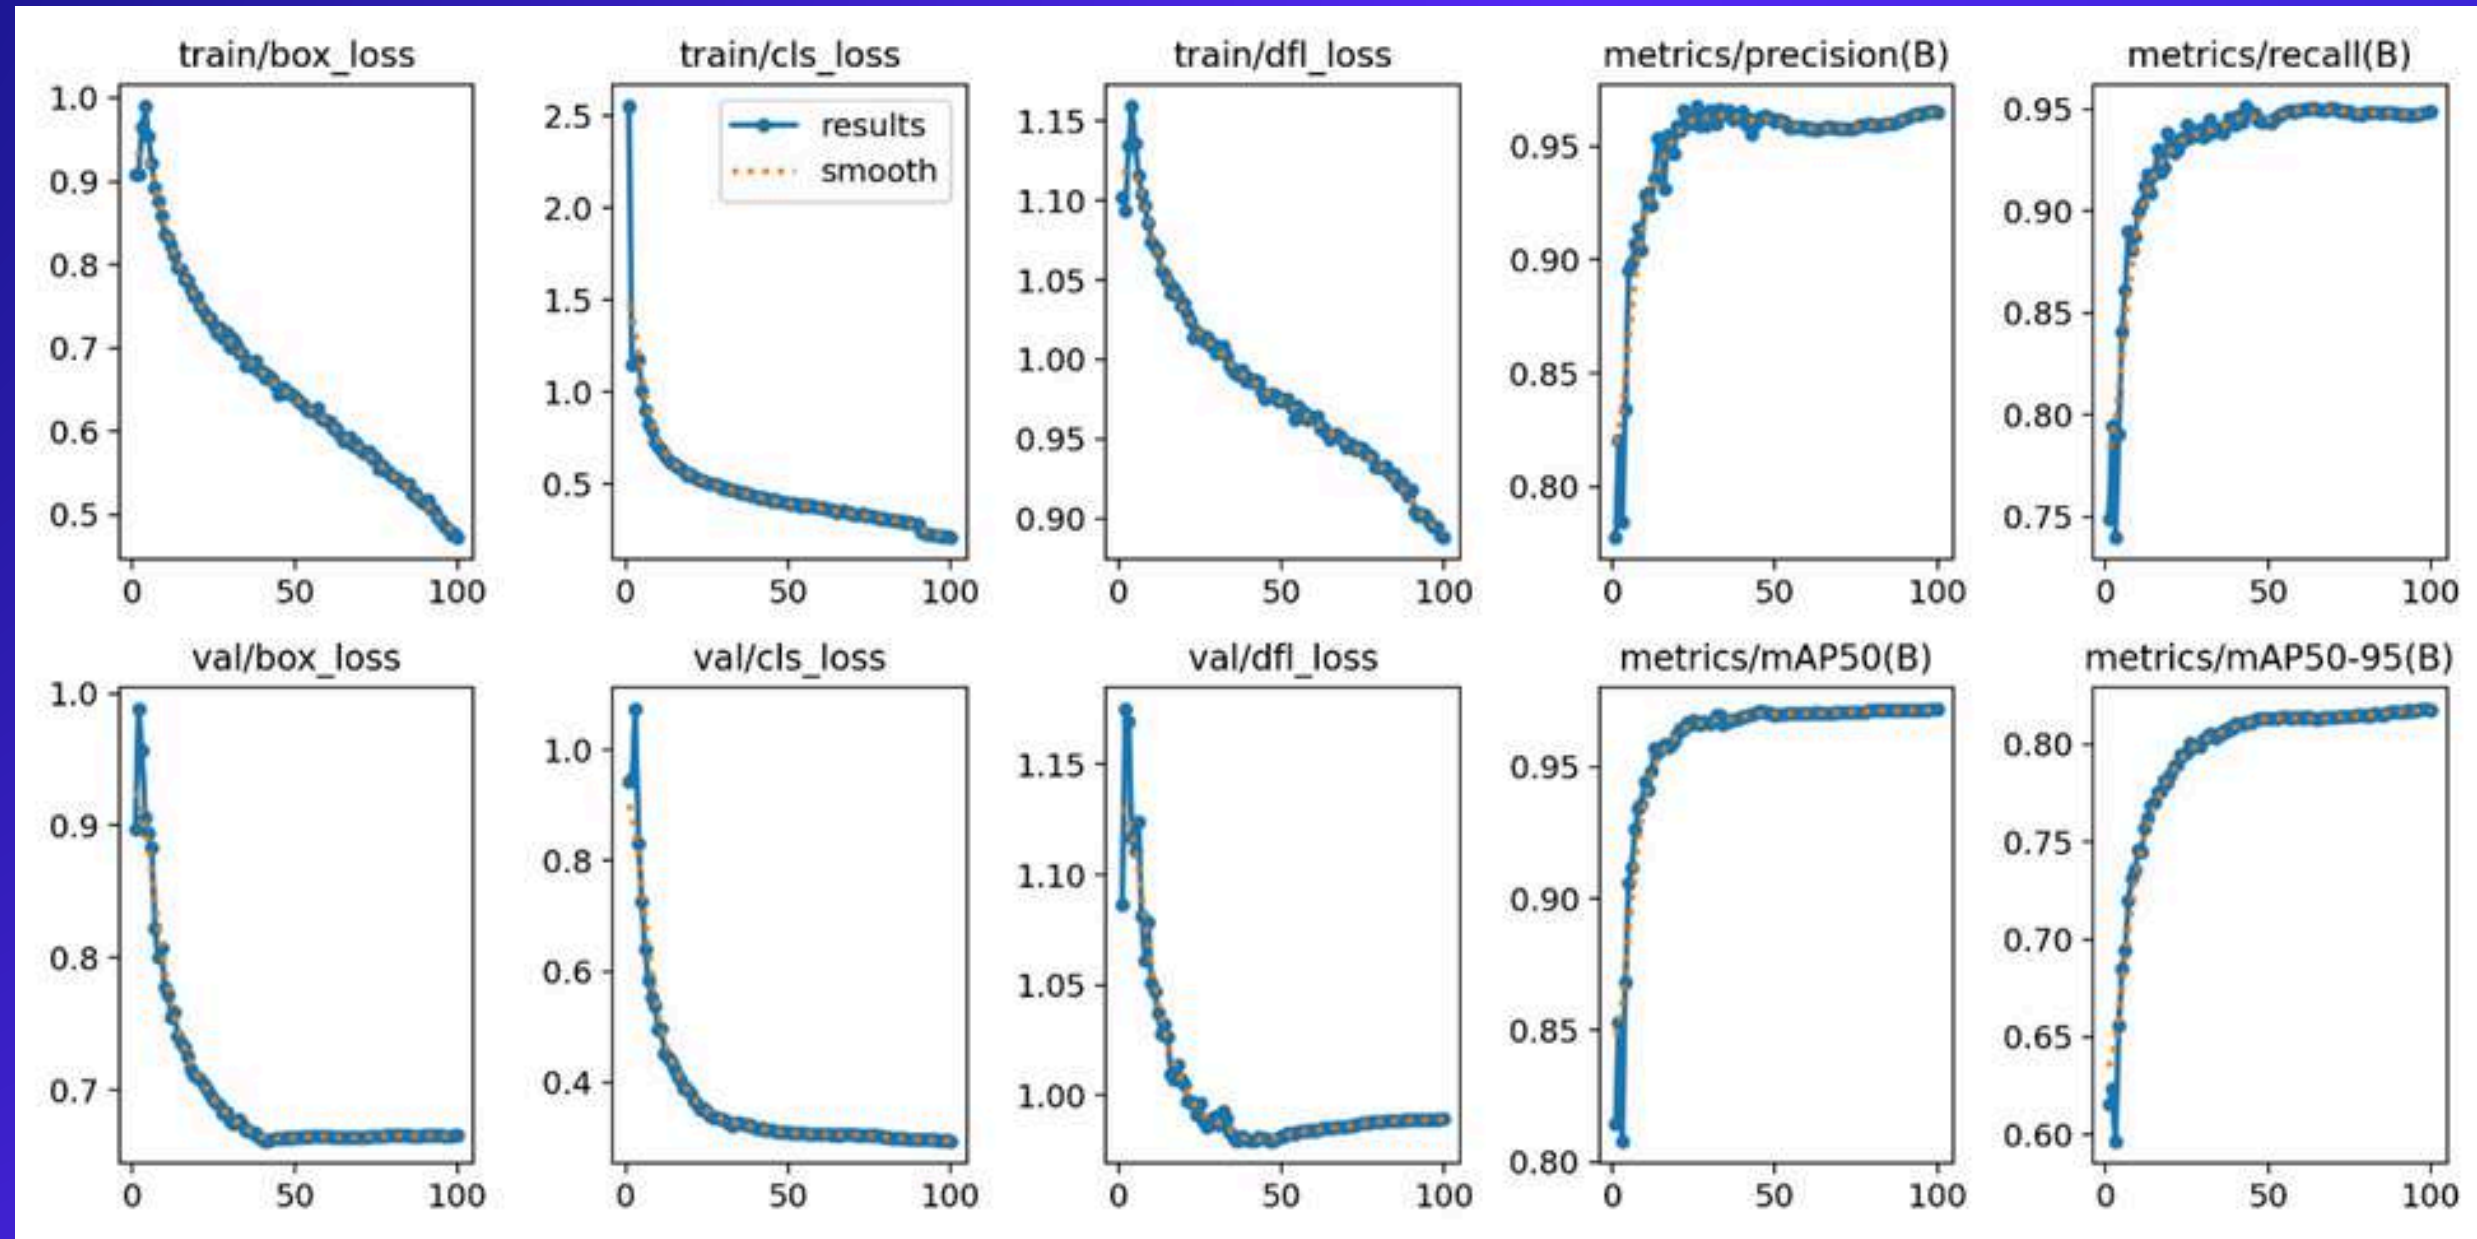 train/box_loss
train/cls_loss
train/dfl_loss
metrics/precision(B)
metrics/recall(B)
1.0
0.9
0.8
0.7
0.6
0.5
0 50 100
2.5
2.0
1.5
1.0
0.5
results
smooth
0 50 100
1.15
1.10
1.05
1.00
0.95
0.90
0 50 100
0.95
0.90
0.85
0.80
0 50 100
0.95
0.90
0.85
0.80
0.75
0 50 100
val/box_loss
val/cls_loss
val/dfl_loss
metrics/mAP50(B)
metrics/mAP50-95(B)
1.0
0.9
0.8
0.7
0 50 100
1.0
0.8
0.6
0.4
0 50 100
1.15
1.10
1.05
1.00
0 50 100
0.95
0.90
0.85
0.80
0 50 100
0.80
0.75
0.70
0.65
0.60
0 50 100